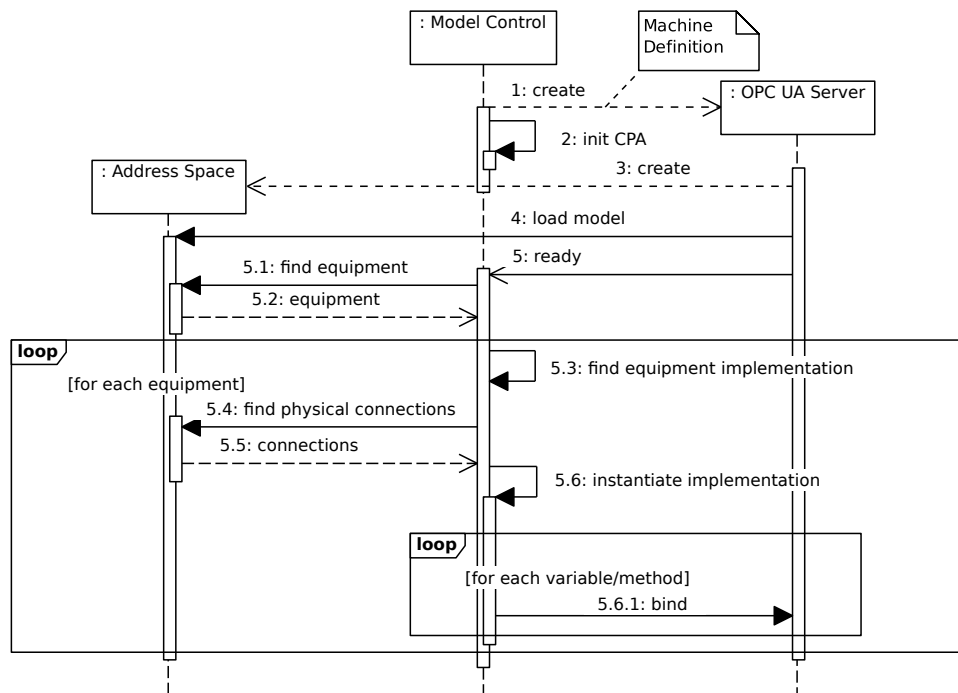 : Model Control
Machine
Definition
1: create
: OPC UA Server
2: init CPA
: Address Space
3: create
4: load model
5: ready
5.1: find equipment
5.2: equipment
loop
[for each equipment]
5.3: find equipment implementation
5.4: find physical connections
5.5: connections
5.6: instantiate implementation
loop
[for each variable/method]
5.6.1: bind